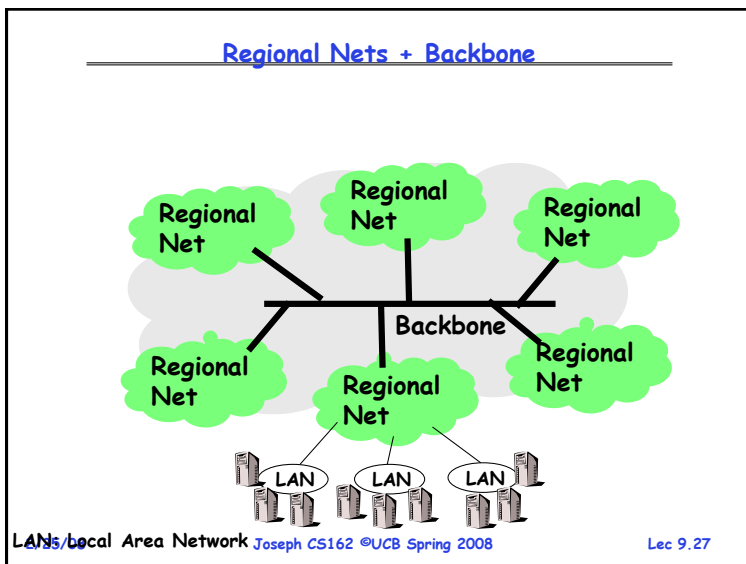 Regional Nets + Backbone
Regional
Net
Regional
Net
Regional
Net
Backbone
Regional
Net
Regional
Net
Regional
Net
LAN
LAN
LAN
LAN: Local Area Network
Joseph CS162 ©UCB Spring 2008
Lec 9.27